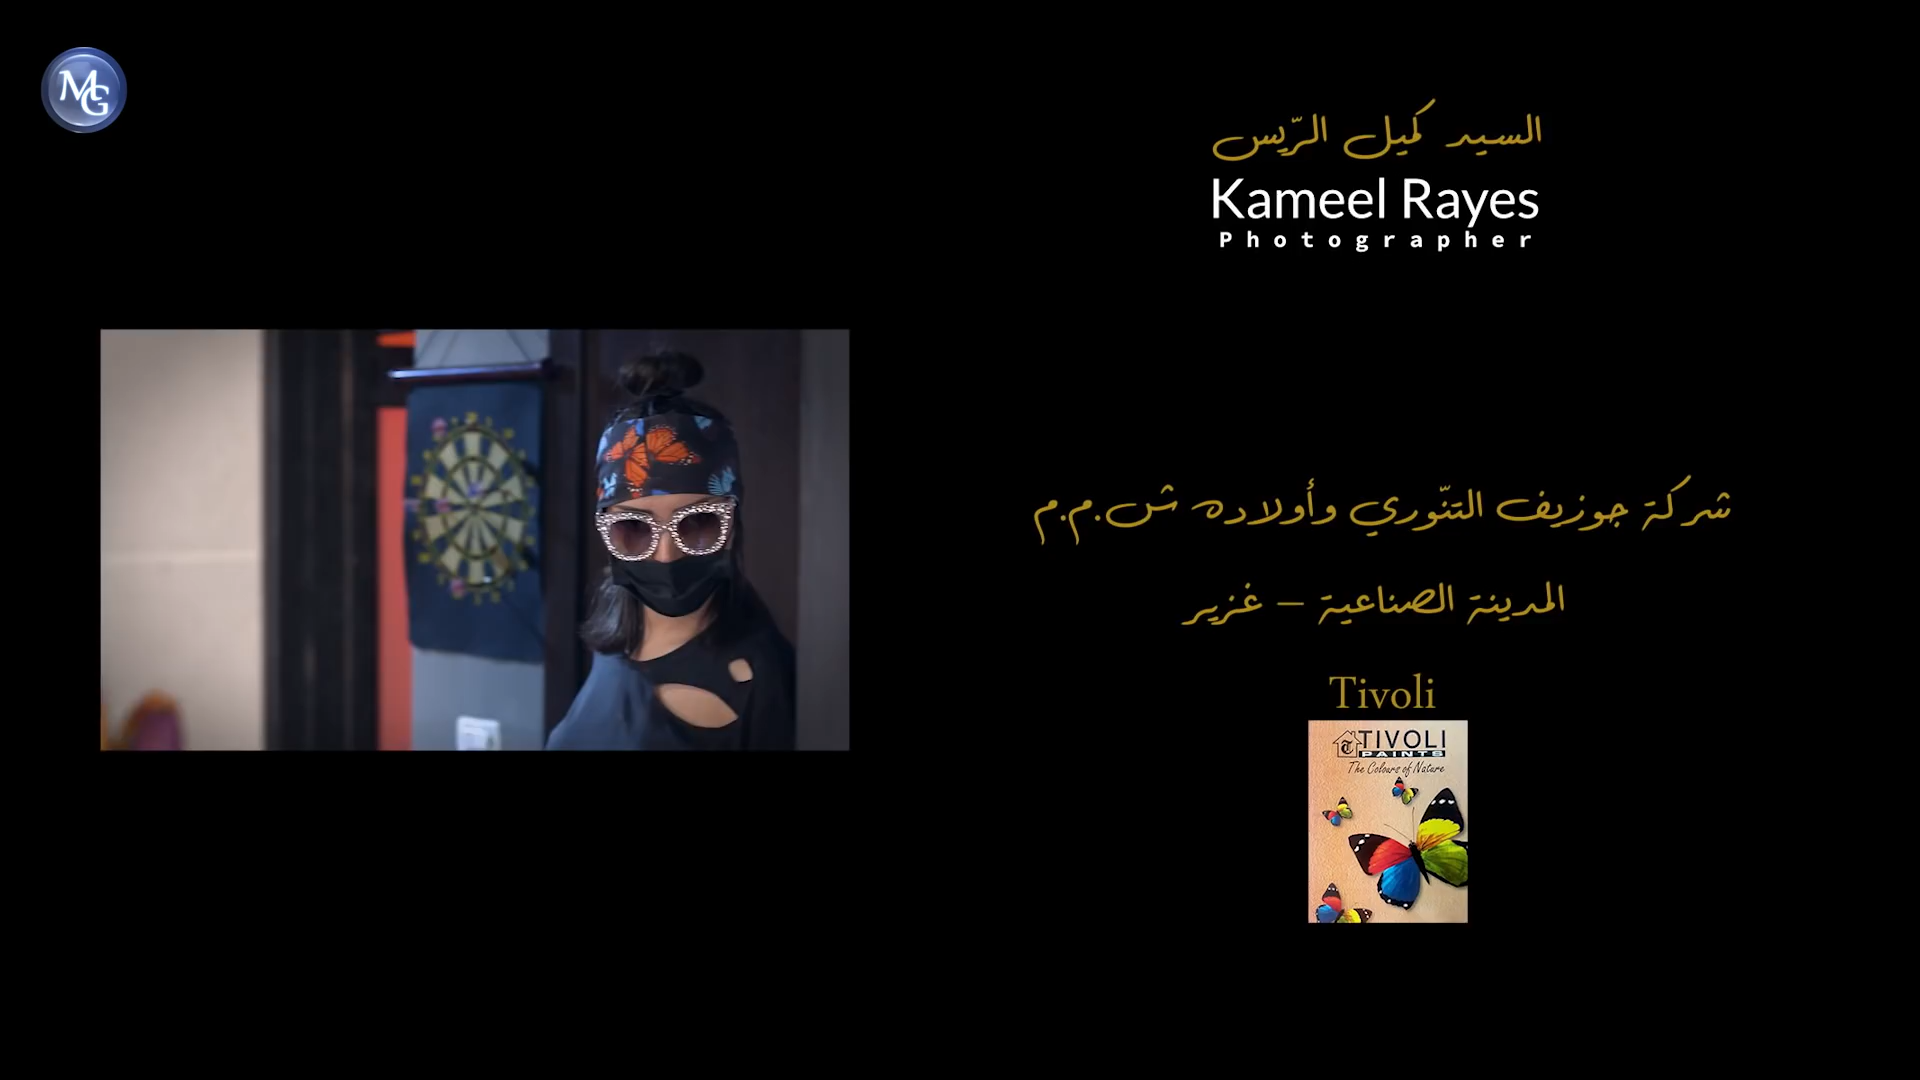 MG
السيد كميل الرّيس
Kameel Rayes
Photographer
شركة جوزيف التنّوري وأولاده ش.م.م
المدينة الصناعية – غزير
Tivoli
TIVOLI
PAINTS
The Colours of Nature